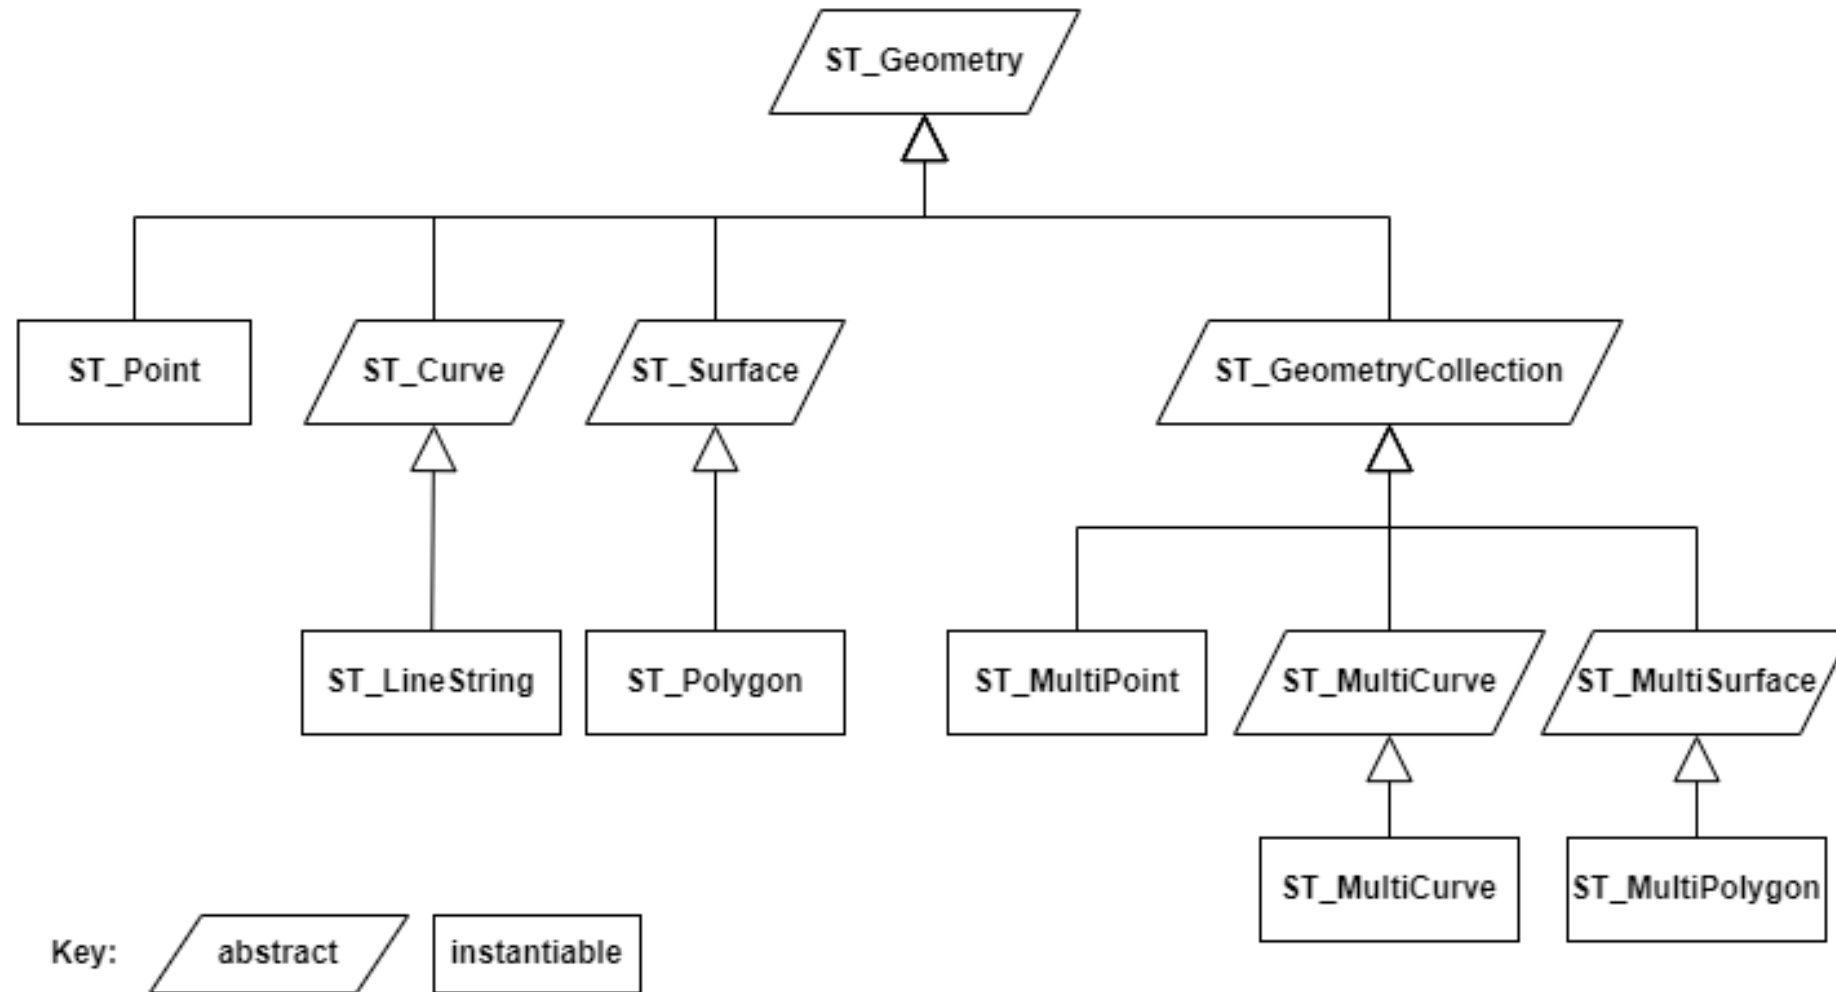 ST_Geometry
ST_Point
ST_Curve
ST_Surface
ST_GeometryCollection
ST_LineString
ST_Polygon
ST_MultiPoint
ST_MultiCurve
ST_MultiSurface
ST_MultiCurve
ST_MultiPolygon
Key:
abstract
instantiable